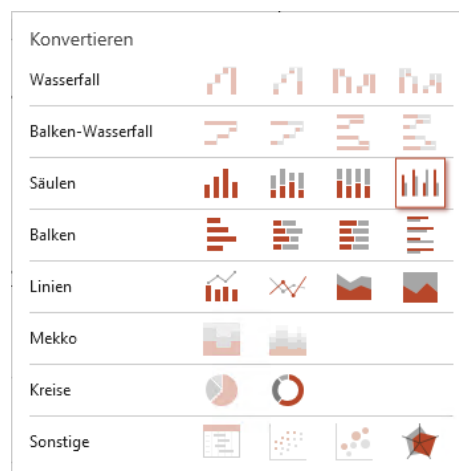 Konvertieren
Wasserfall
Balken-Wasserfall
Säulen
Balken
Linien
Mekko
Kreise
Sonstige